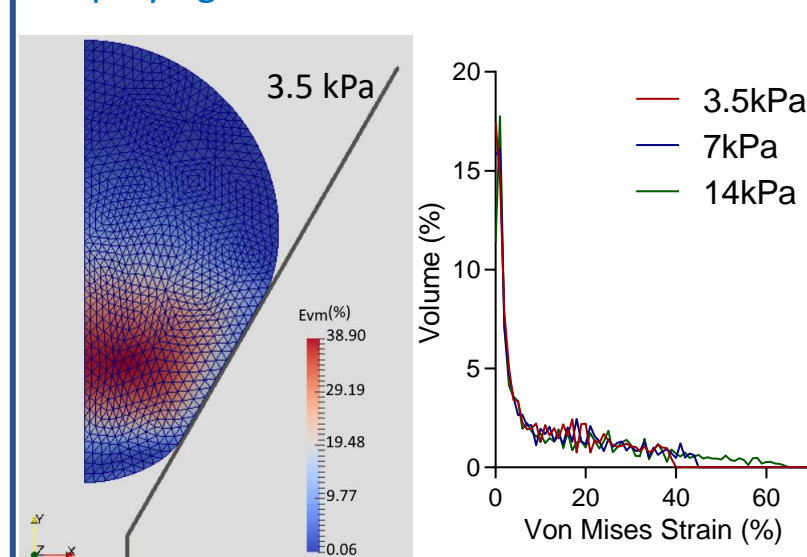 3.5 kPa
Evm(%)
38.90
29.19
19.48
9.77
0.06
Y
Z
X
Volume (%)
20
15
10
5
0
3.5kPa
7kPa
14kPa
0
20
40
60
Von Mises Strain (%)